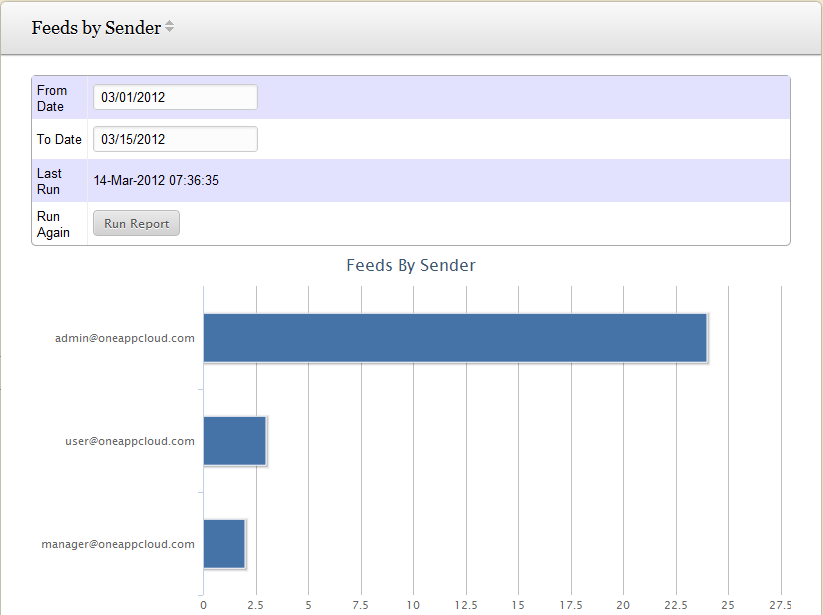 Feeds by Sender
From
Date
03/01/2012
To Date
03/15/2012
Last
Run
14-Mar-2012 07:36:35
Run
Again
Run Report
Feeds By Sender
admin@oneappcloud.com
user@oneappcloud.com
manager@oneappcloud.com
0 2.5 5 7.5 10 12.5 15 17.5 20 22.5 25 27.5